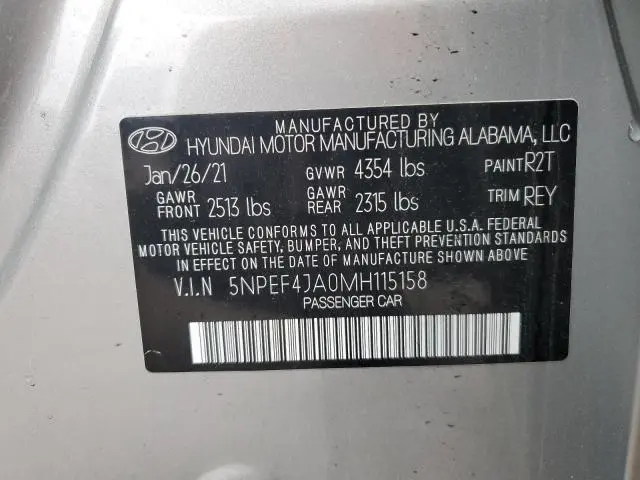 MANUFACTURED BY
HYUNDAI MOTOR MANUFACTURING ALABAMA, LLC
Jan/26/21 GVWR 4354 lbs PAINT R2T
GAWR FRONT 2513 lbs GAWR REAR 2315 lbs TRIM REY
THIS VEHICLE CONFORMS TO ALL APPLICABLE U.S.A. FEDERAL
MOTOR VEHICLE SAFETY, BUMPER, AND THEFT PREVENTION STANDARDS
IN EFFECT ON THE DATE OF MANUFACTURE SHOWN ABOVE
V.I.N 5NPEF4JA0MH115158
PASSENGER CAR